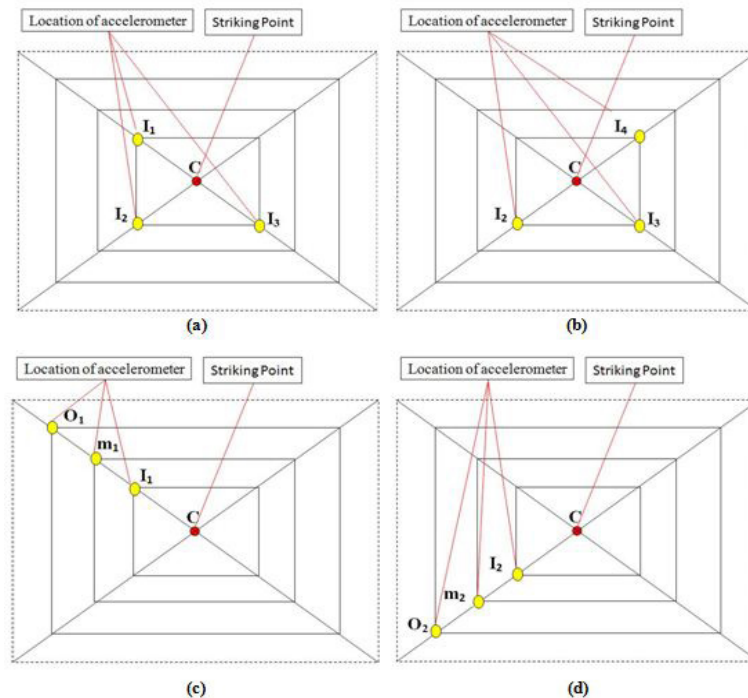 Location of accelerometer
Striking Point
I1
C
I2
I3
(a)
Location of accelerometer
Striking Point
I4
C
I2
I3
(b)
Location of accelerometer
Striking Point
O1
m1
I1
C
(c)
Location of accelerometer
Striking Point
C
I2
m2
O2
(d)